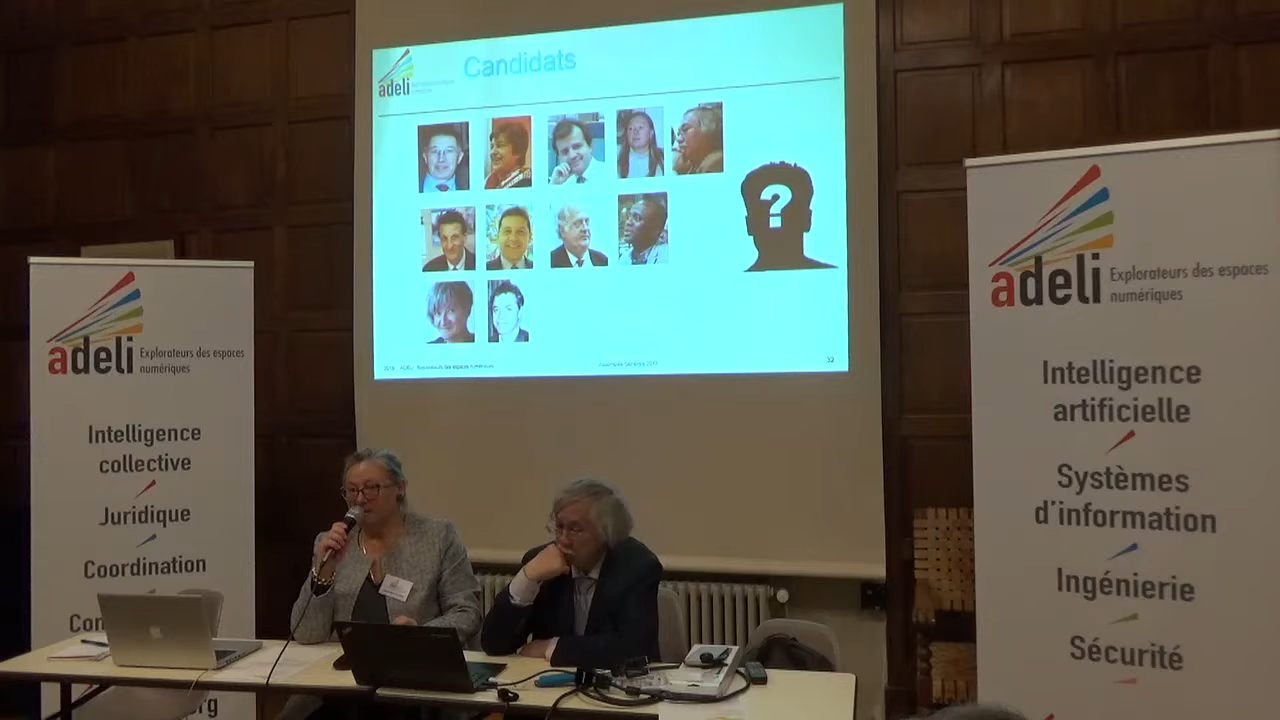 Candidats
adeli
?
32
adeli
Explorateurs des espaces
numériques
Intelligence
collective
Juridique
Coordination
adeli
Explorateurs des espaces
numériques
Intelligence
artificielle
Systèmes
d'information
Ingénierie
Sécurité